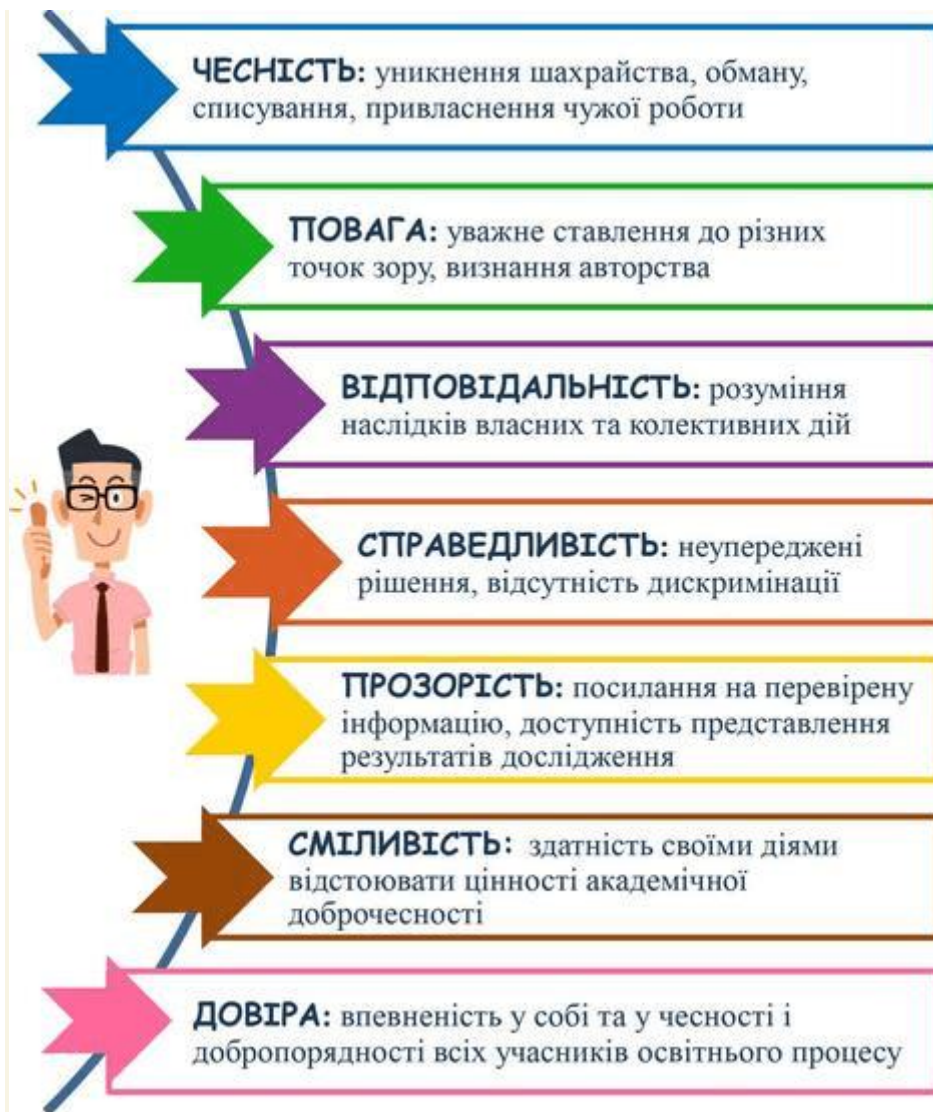 ЧЕСНІСТЬ: уникнення шахрайства, обману,
списування, привласнення чужої роботи
ПОВАГА: уважне ставлення до різних
точок зору, визнання авторства
ВІДПОВІДАЛЬНІСТЬ: розуміння
наслідків власних та колективних дій
СПРАВЕДЛИВІСТЬ: неупереджені
рішення, відсутність дискримінації
ПРОЗОРІСТЬ: посилання на перевірену
інформацію, доступність представлення
результатів дослідження
СМІЛИВІСТЬ: здатність своїми діями
відстоювати цінності академічної
доброчесності
ДОВІРА: впевненість у собі та у чесності і
добропорядності всіх учасників освітнього процесу